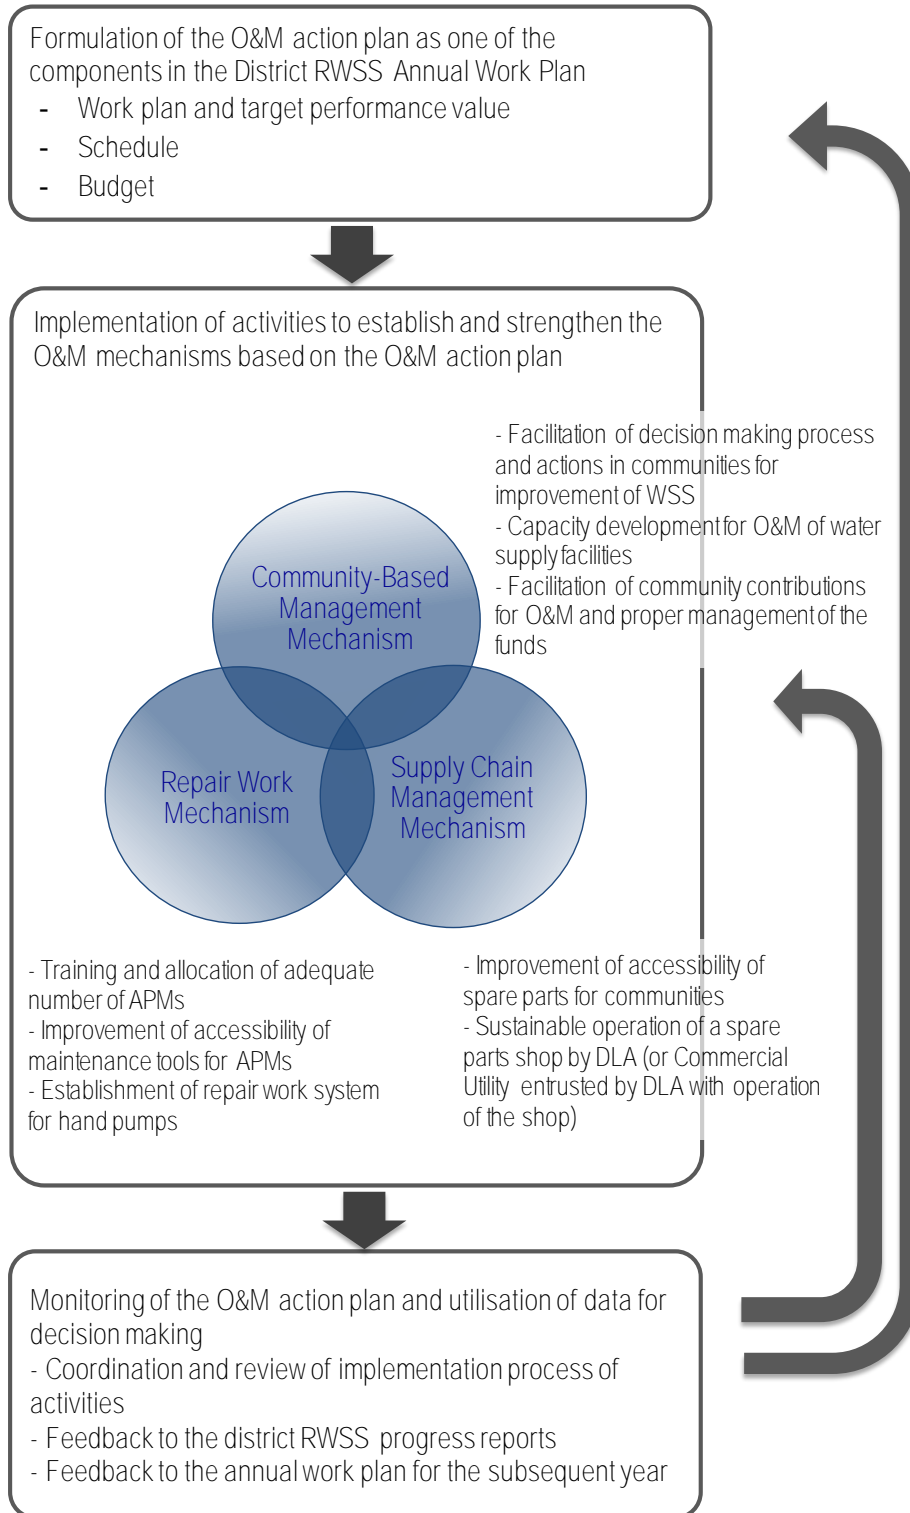 Formulation of the O&M action plan as one of the
components in the District RWSS Annual Work Plan
- Work plan and target performance value
- Schedule
- Budget
Implementation of activities to establish and strengthen the
O&M mechanisms based on the O&M action plan
- Facilitation of decision making process
and actions in communities for
improvement of WSS
- Capacity development for O&M of water
supply facilities
- Facilitation of community contributions
for O&M and proper management of the
funds
Community-Based
Management
Mechanism
Repair Work
Mechanism
Supply Chain
Management
Mechanism
- Training and allocation of adequate
number of APMs
- Improvement of accessibility of
maintenance tools for APMs
- Establishment of repair work system
for hand pumps
- Improvement of accessibility of
spare parts for communities
- Sustainable operation of a spare
parts shop by DLA (or Commercial
Utility entrusted by DLA with operation
of the shop)
Monitoring of the O&M action plan and utilisation of data for
decision making
- Coordination and review of implementation process of
activities
- Feedback to the district RWSS progress reports
- Feedback to the annual work plan for the subsequent year